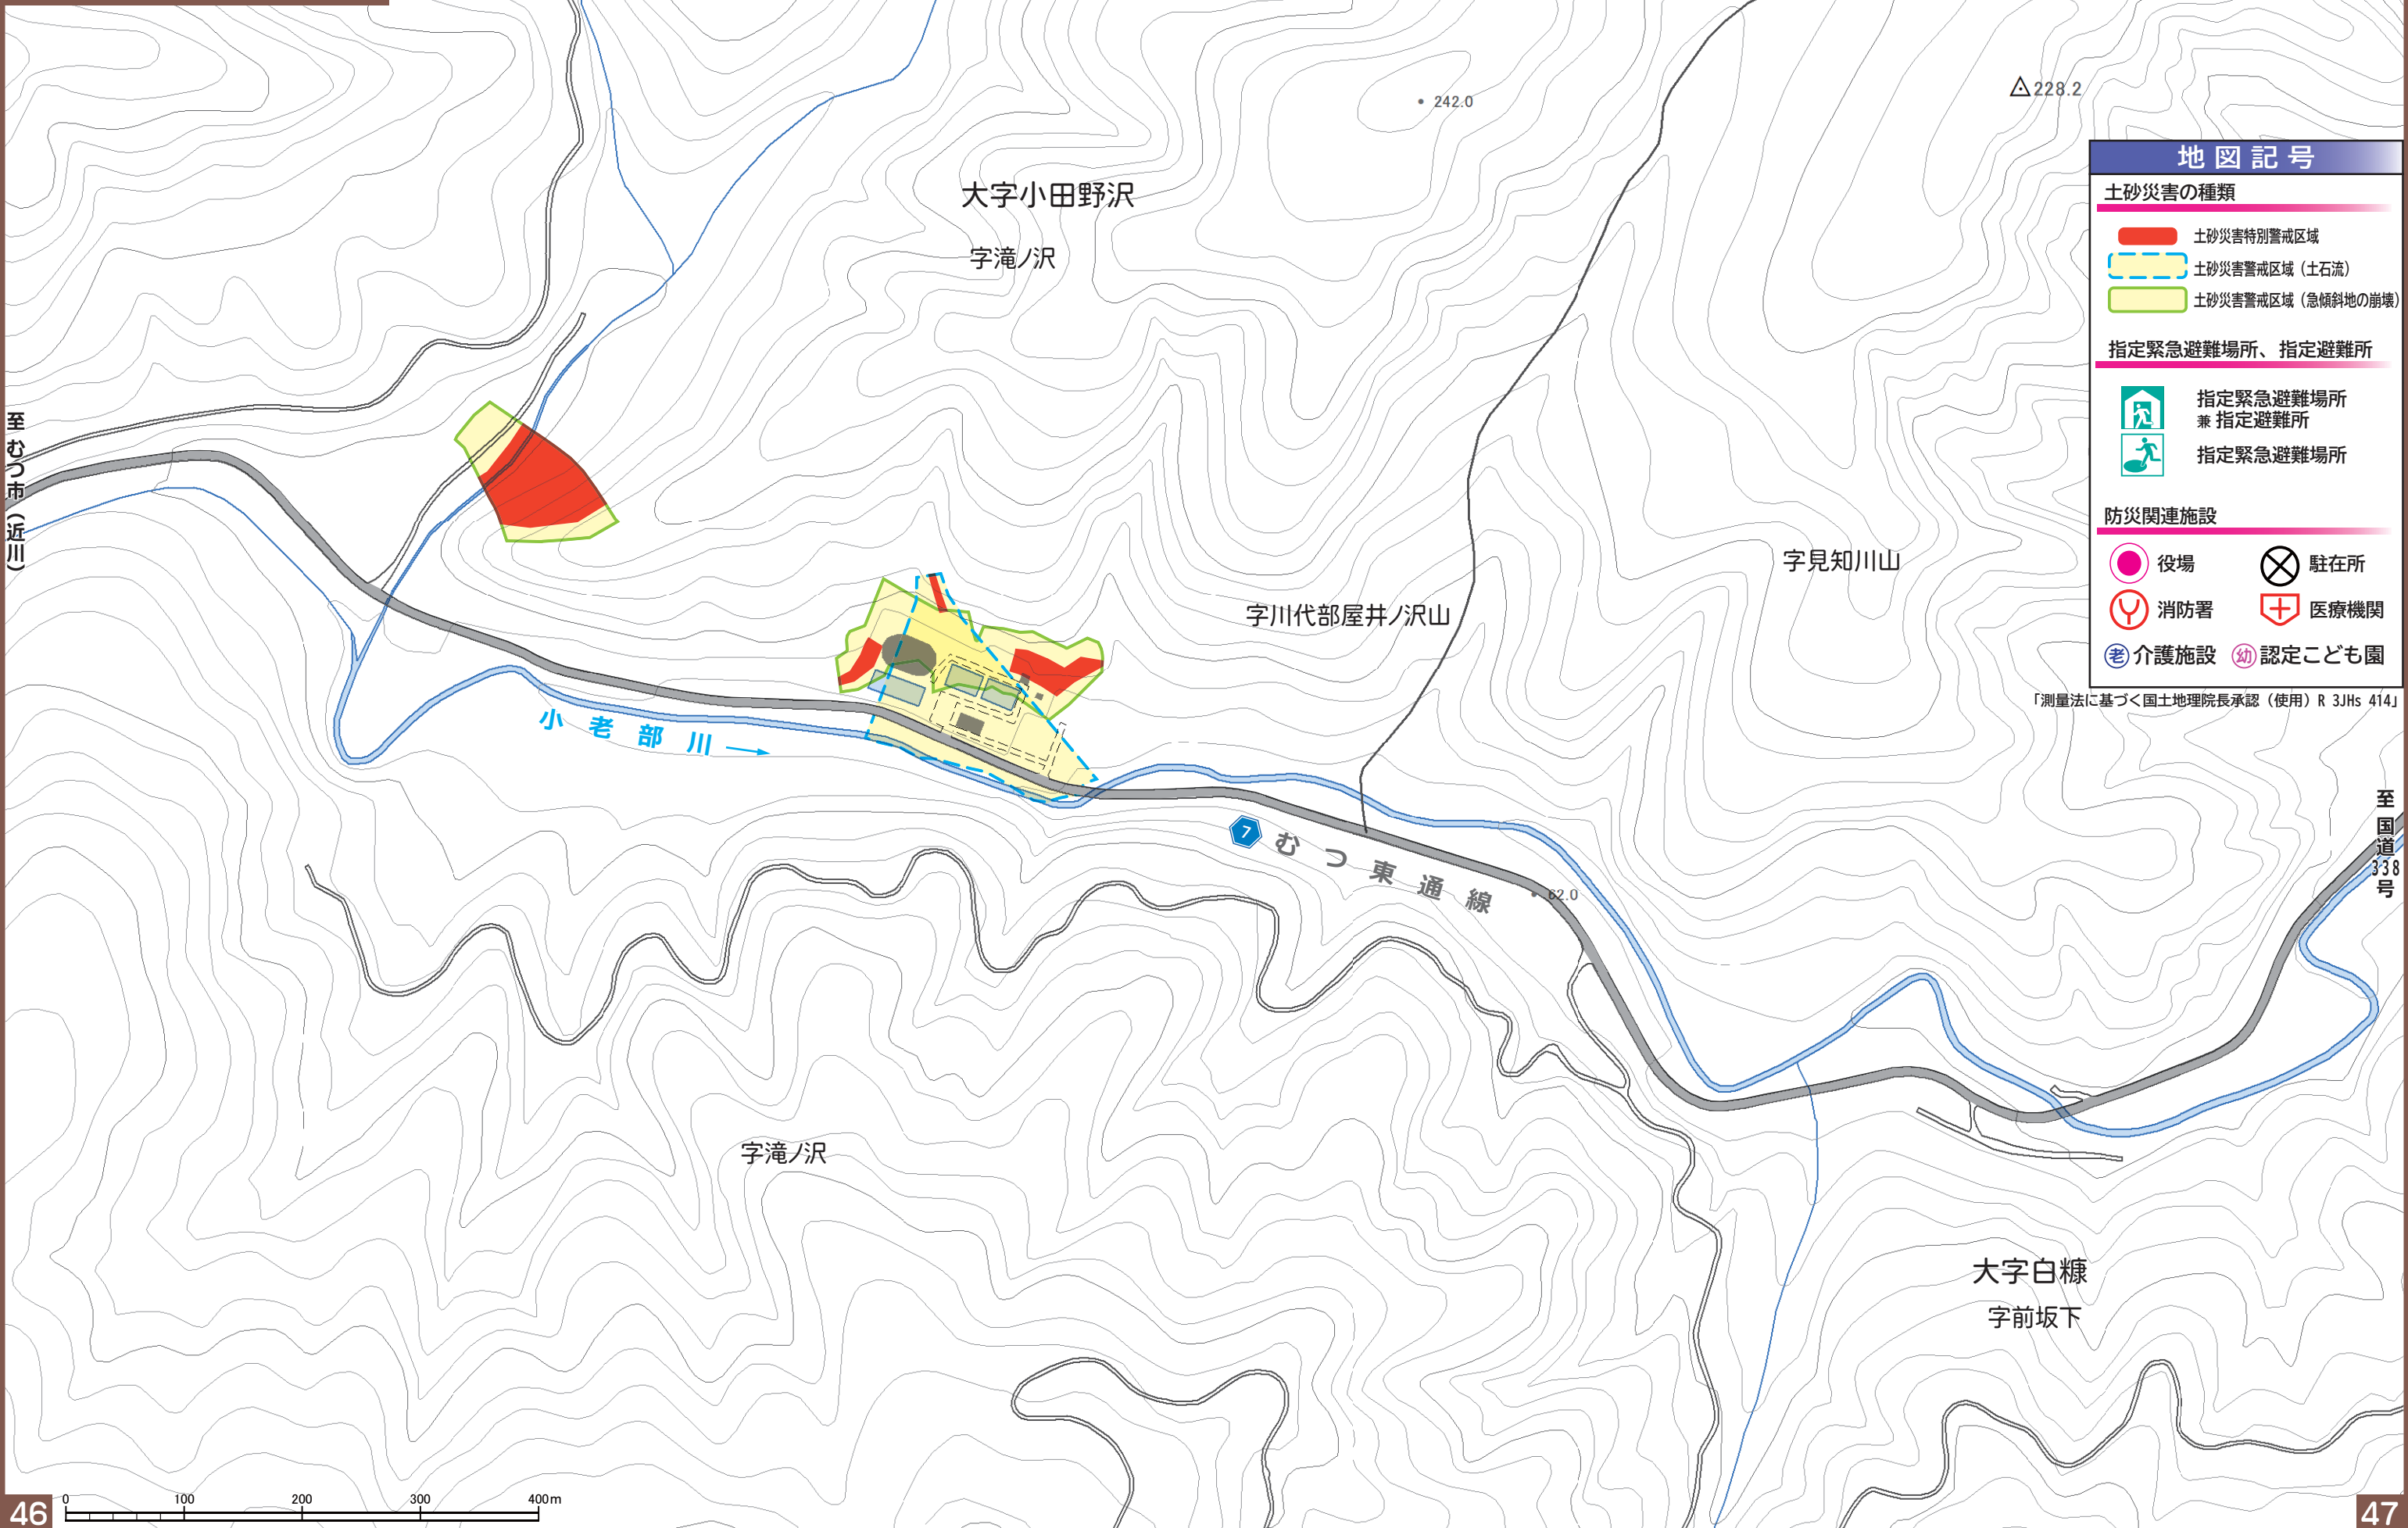 242.0
228.2
大字小田野沢
字滝ノ沢
地図記号
土砂災害の種類
土砂災害特別警戒区域
土砂災害警戒区域（土石流）
土砂災害警戒区域（急傾斜地の崩壊）
指定緊急避難場所、指定避難所
指定緊急避難場所
兼 指定避難所
指定緊急避難場所
防災関連施設
役場
駐在所
消防署
医療機関
老 介護施設
幼 認定こども園
「測量法に基づく国土地理院長承認（使用）R 3JHs 414」
至 むつ市（近川）
字見知川山
字川代部屋井ノ沢山
小老部川
7
むつ東通線
62.0
至 国道338号
字滝ノ沢
大字白糠
字前坂下
46
0 100 200 300 400m
47